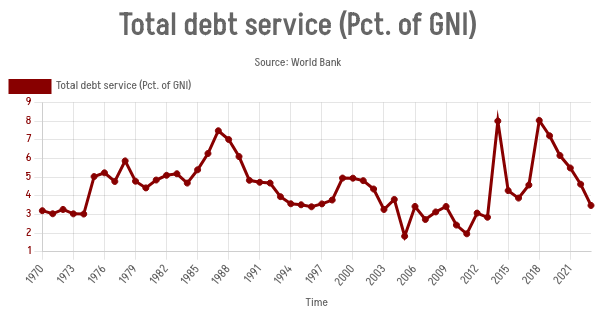 Total debt service (Pct. of GNI)
Source: World Bank
Total debt service (Pct. of GNI)
9
8
7
6
5
4
3
2
1
1970 1973 1976 1979 1982 1985 1988 1991 1994 1997 2000 2003 2006 2009 2012 2015 2018 2021
Time